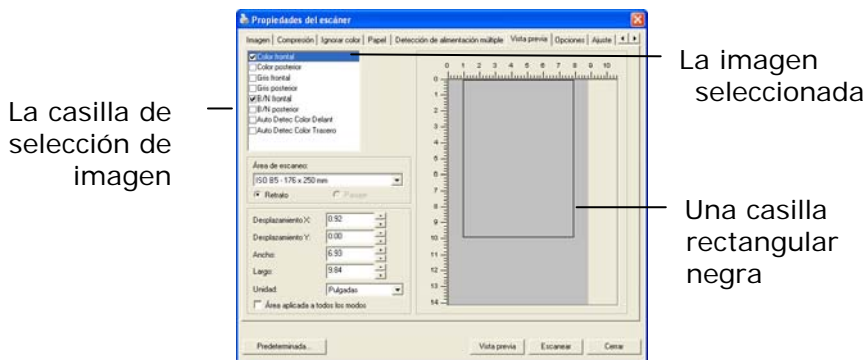 Propiedades del escáner
Imagen Compresión Ignorar color Papel Detección de alimentación múltiple Vista previa Opciones Ajuste
Color frontal
Color posterior
Gris frontal
Gris posterior
B/N frontal
B/N posterior
Auto Detec Color Delant
Auto Detec Color Trasero
La casilla de
selección de
imagen
La imagen
seleccionada
Una casilla
rectangular
negra
Área de escaneo:
ISO B5 - 176 x 250 mm
Retrato Paisaje
Desplazamiento X: 0.92
Desplazamiento Y: 0.00
Ancho: 6.93
Largo: 9.84
Unidad: Pulgadas
Área aplicada a todos los modos
0 1 2 3 4 5 6 7 8 9 10
0
1
2
3
4
5
6
7
8
9
10
11
12
13
14
Predeterminada... Vista previa Escanear Cerrar